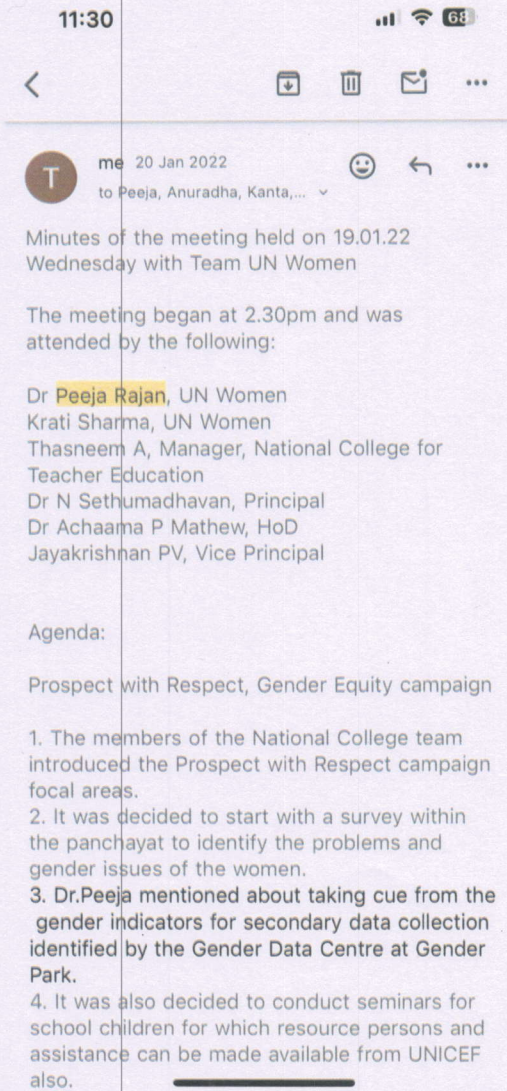 11:30
68
T
me 20 Jan 2022
to Peeja, Anuradha, Kanta,...
Minutes of the meeting held on 19.01.22
Wednesday with Team UN Women
The meeting began at 2.30pm and was
attended by the following:
Dr Peeja Rajan, UN Women
Krati Sharma, UN Women
Thasneem A, Manager, National College for
Teacher Education
Dr N Sethumadhavan, Principal
Dr Achaama P Mathew, HoD
Jayakrishnan PV, Vice Principal
Agenda:
Prospect with Respect, Gender Equity campaign
1. The members of the National College team
introduced the Prospect with Respect campaign
focal areas.
2. It was decided to start with a survey within
the panchayat to identify the problems and
gender issues of the women.
3. Dr.Peeja mentioned about taking cue from the
gender indicators for secondary data collection
identified by the Gender Data Centre at Gender
Park.
4. It was also decided to conduct seminars for
school children for which resource persons and
assistance can be made available from UNICEF
also.